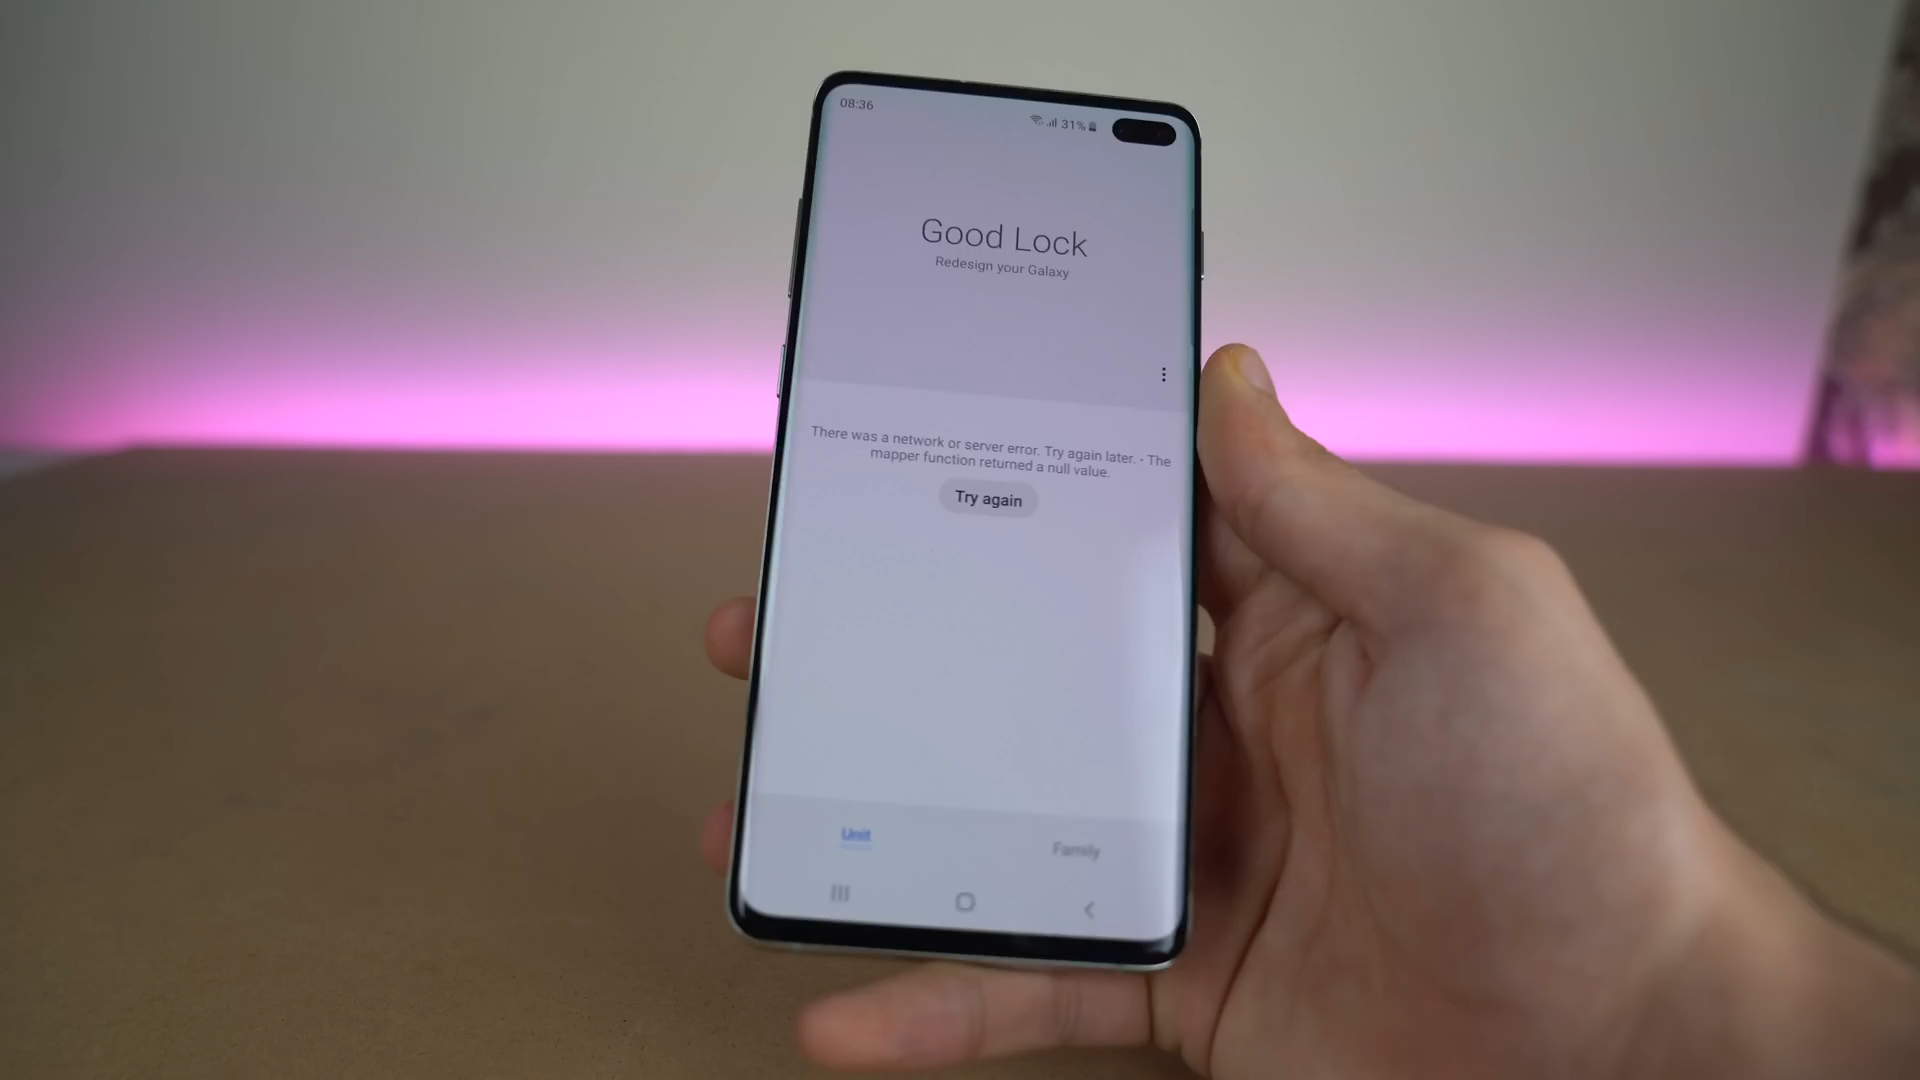 08:36
31%
Good Lock
Redesign your Galaxy
There was a network or server error. Try again later. - The
mapper function returned a null value.
Try again
Unit
Family